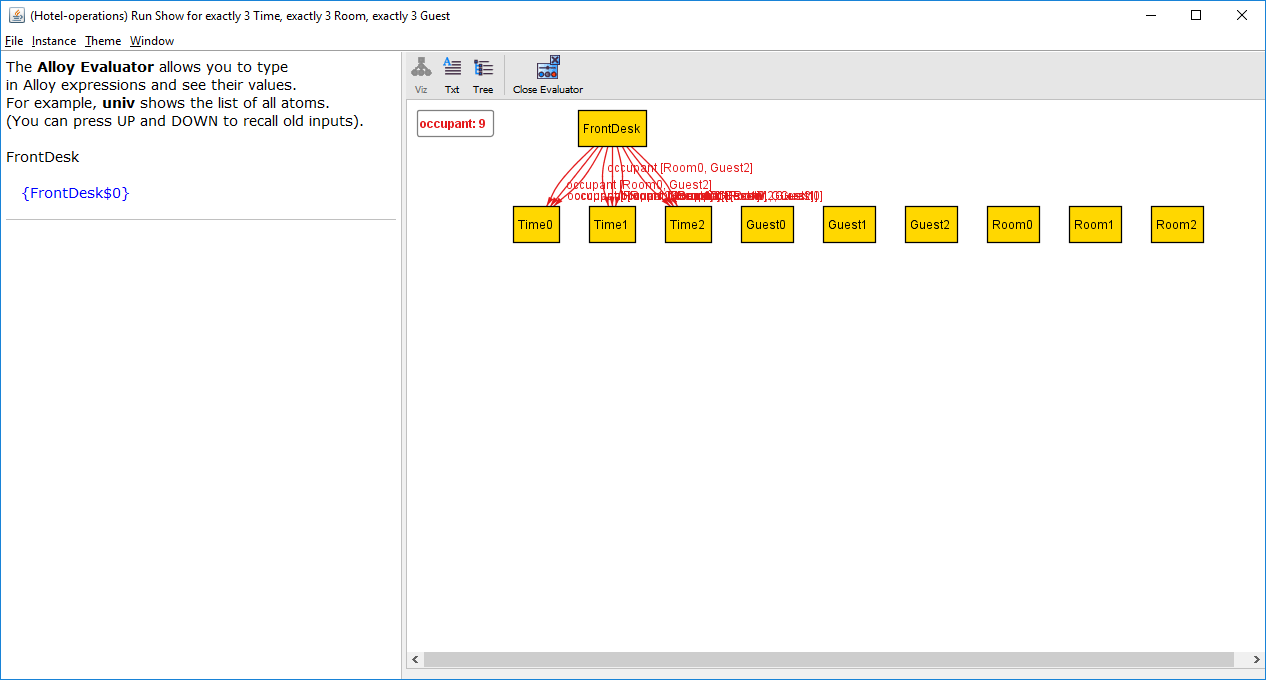 (Hotel-operations) Run Show for exactly 3 Time, exactly 3 Room, exactly 3 Guest
File Instance Theme Window
The Alloy Evaluator allows you to type
in Alloy expressions and see their values.
For example, univ shows the list of all atoms.
(You can press UP and DOWN to recall old inputs).
FrontDesk
{FrontDesk$0}
Viz Txt Tree Close Evaluator
occupant: 9
FrontDesk
occupant [Room0, Guest2]
occupant [Room0, Guest2]
Time0 Time1 Time2 Guest0 Guest1 Guest2 Room0 Room1 Room2